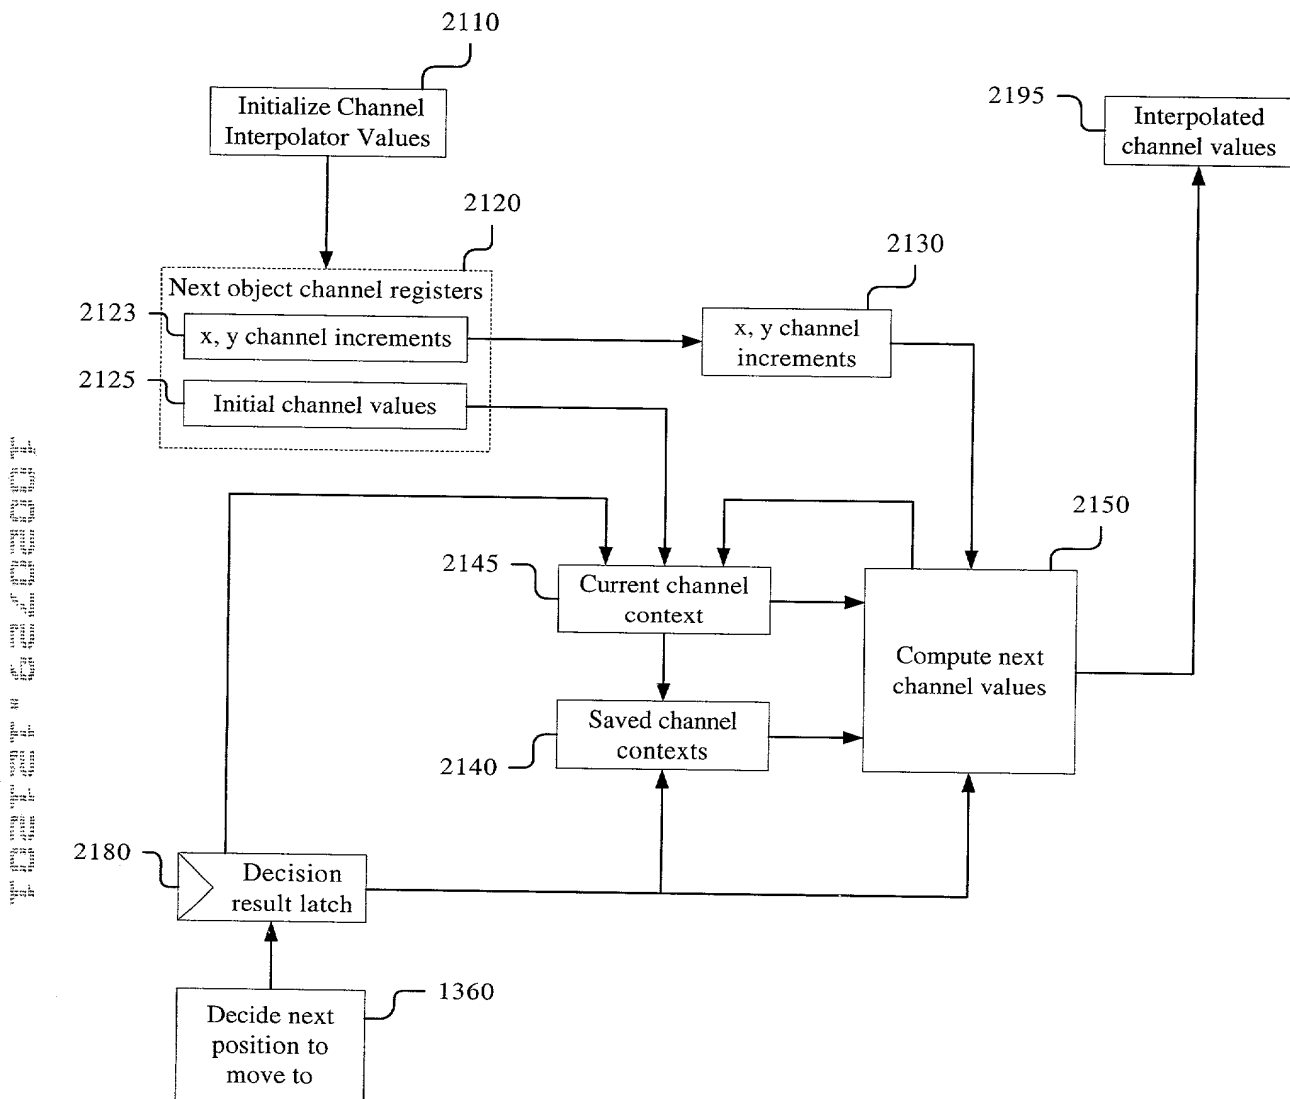 2110
Initialize Channel
Interpolator Values
2195
Interpolated
channel values
2120
Next object channel registers
2123
x, y channel increments
2130
x, y channel
increments
2125
Initial channel values
2150
2145
Current channel
context
Compute next
channel values
Saved channel
contexts
2140
2180
Decision
result latch
1360
Decide next
position to
move to